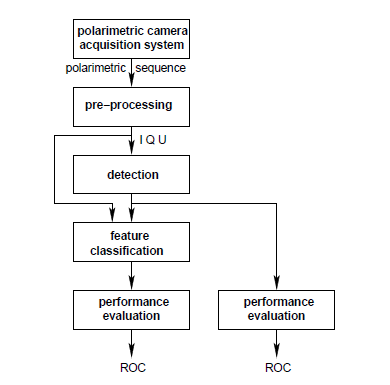 polarimetric camera
acquisition system
polarimetric sequence
pre−processing
I Q U
detection
feature
classification
performance
evaluation
performance
evaluation
ROC
ROC